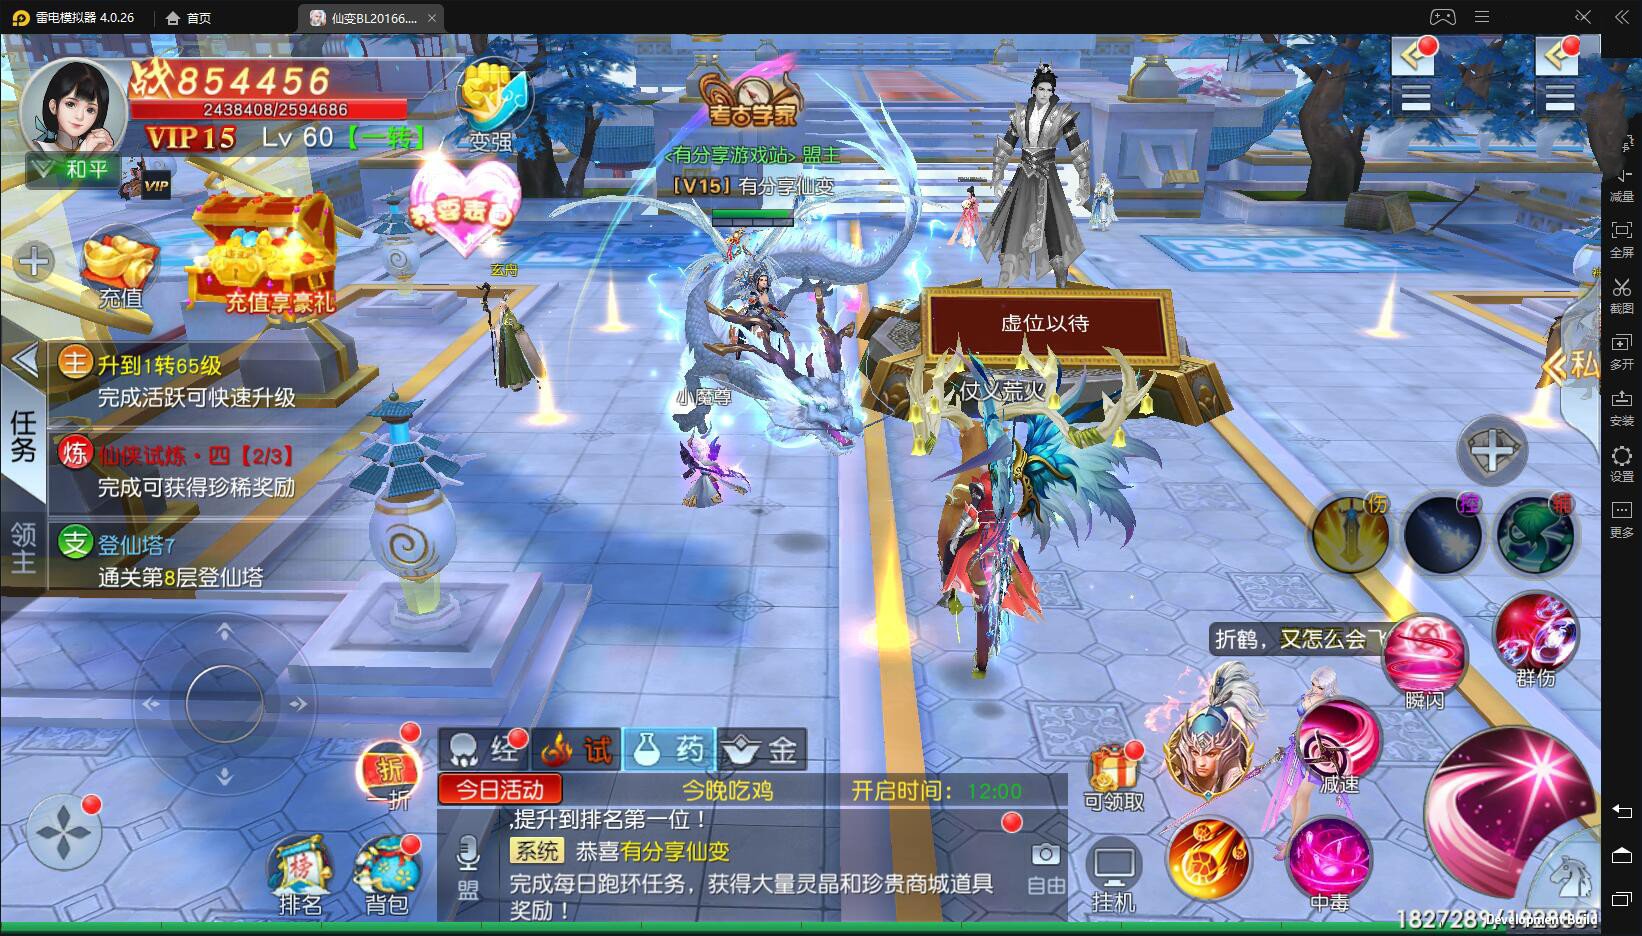 雷电模拟器 4.0.26
首页
仙变BL20166....
战854456
2438408/2594686
VIP 15 Lv 60【一转】
和平
VIP
变强
考古学家
<有分享游戏站> 盟主
[V15] 有分享仙变
充值
充值享豪礼
玄舟
虚位以待
仗义荒火
小魔尊
主 升到1转65级
完成活跃可快速升级
任务
炼 仙侠试炼·四【2/3】
完成可获得珍稀奖励
领主
支 登仙塔7
通关第8层登仙塔
私
减量
全屏
截图
多开
安装
设置
更多
伤
控
辅
折鹤，又怎么会飞
瞬闪
群伤
减速
中毒
折
一折
经
试
药
金
今日活动
今晚吃鸡
开启时间：12:00
,提升到排名第一位！
系统 恭喜有分享仙变
完成每日跑环任务，获得大量灵晶和珍贵商城道具
奖励！
盟
自由
可领取
挂机
榜
排名
背包
Development Build